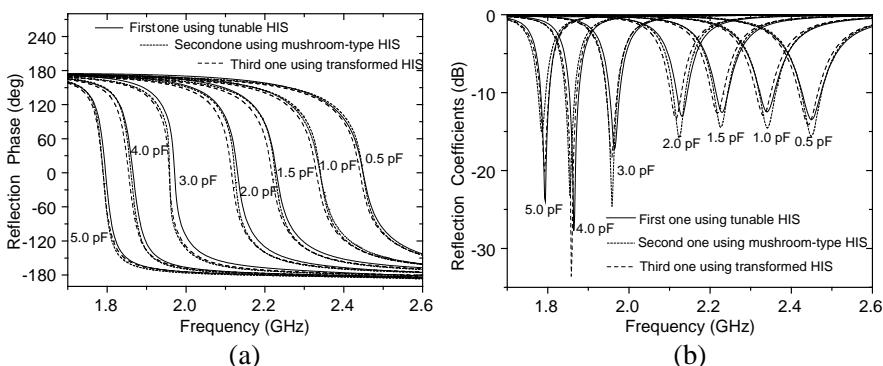 Reflection Phase (deg)
240
180
120
60
0
-60
-120
-180
Firstone using tunable HIS
Secondone using mushroom-type HIS
Third one using transformed HIS
5.0 pF
4.0 pF
3.0 pF
2.0 pF
1.5 pF
1.0 pF
0.5 pF
1.8
2.0
2.2
2.4
2.6
Frequency (GHz)
(a)
Reflection Coefficients (dB)
0
-10
-20
-30
5.0 pF
4.0 pF
3.0 pF
2.0 pF
1.5 pF
1.0 pF
0.5 pF
First one using tunable HIS
Second one using mushroom-type HIS
Third one using transformed HIS
1.8
2.0
2.2
2.4
2.6
Frequency (GHz)
(b)